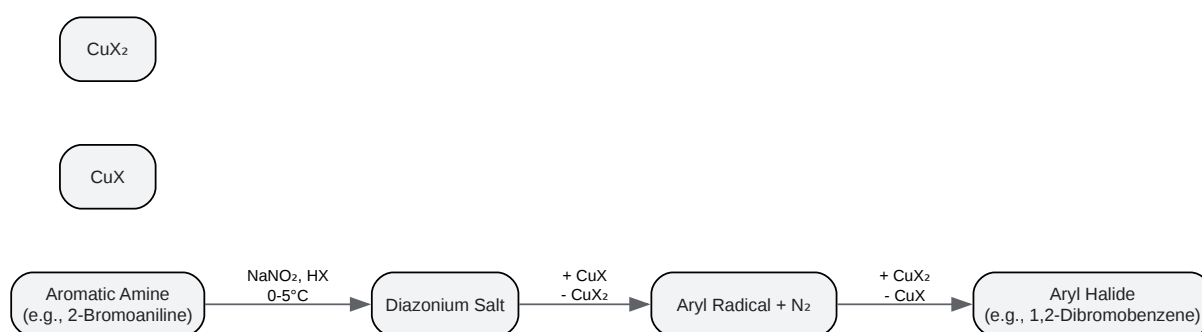 CuX₂
CuX
Aromatic Amine
(e.g., 2-Bromoaniline)
NaNO₂, HX
0-5°C
Diazonium Salt
+ CuX
- CuX₂
Aryl Radical + N₂
+ CuX₂
- CuX
Aryl Halide
(e.g., 1,2-Dibromobenzene)